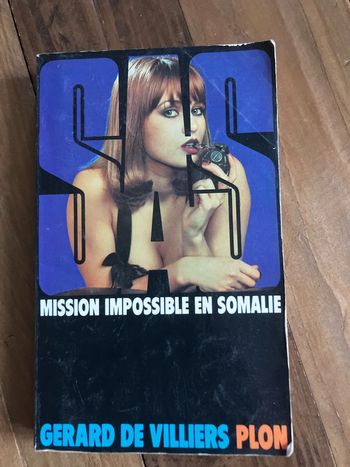 SAS
MISSION IMPOSSIBLE EN SOMALIE
GERARD DE VILLIERS PLON